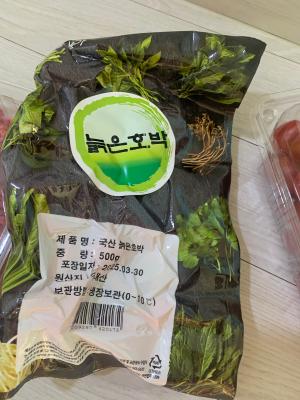 늙은호박
제 품 명 : 국산 늙은호박
중 량 : 500g
포장일자: 2025.03.30
원산지: 국산
보관방법: 냉장보관(0~10℃)